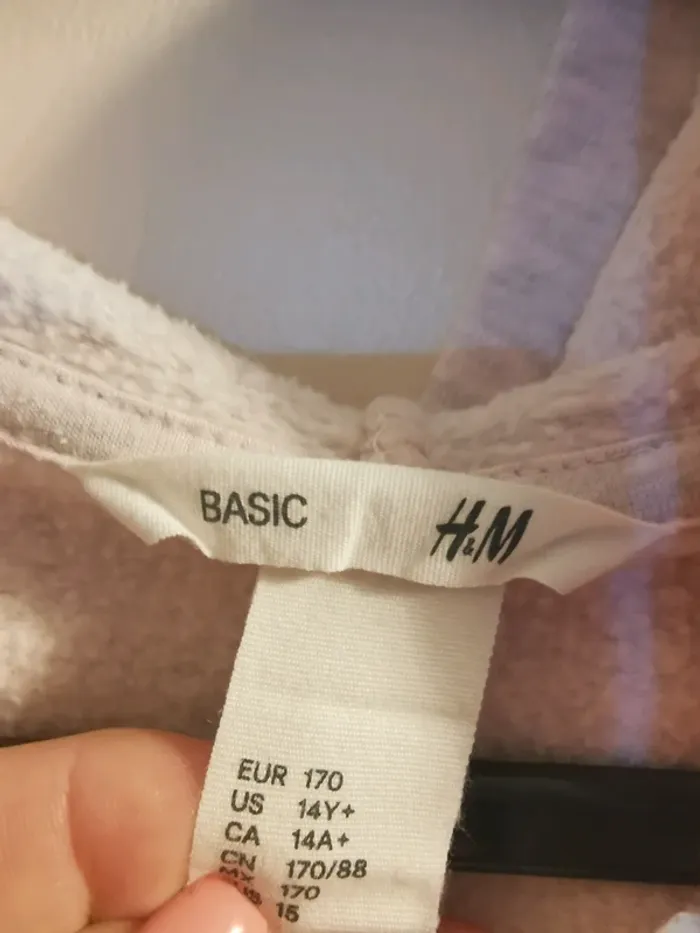 BASIC H&M
EUR 170
US 14Y+
CA 14A+
CN 170/88
MX 170
15